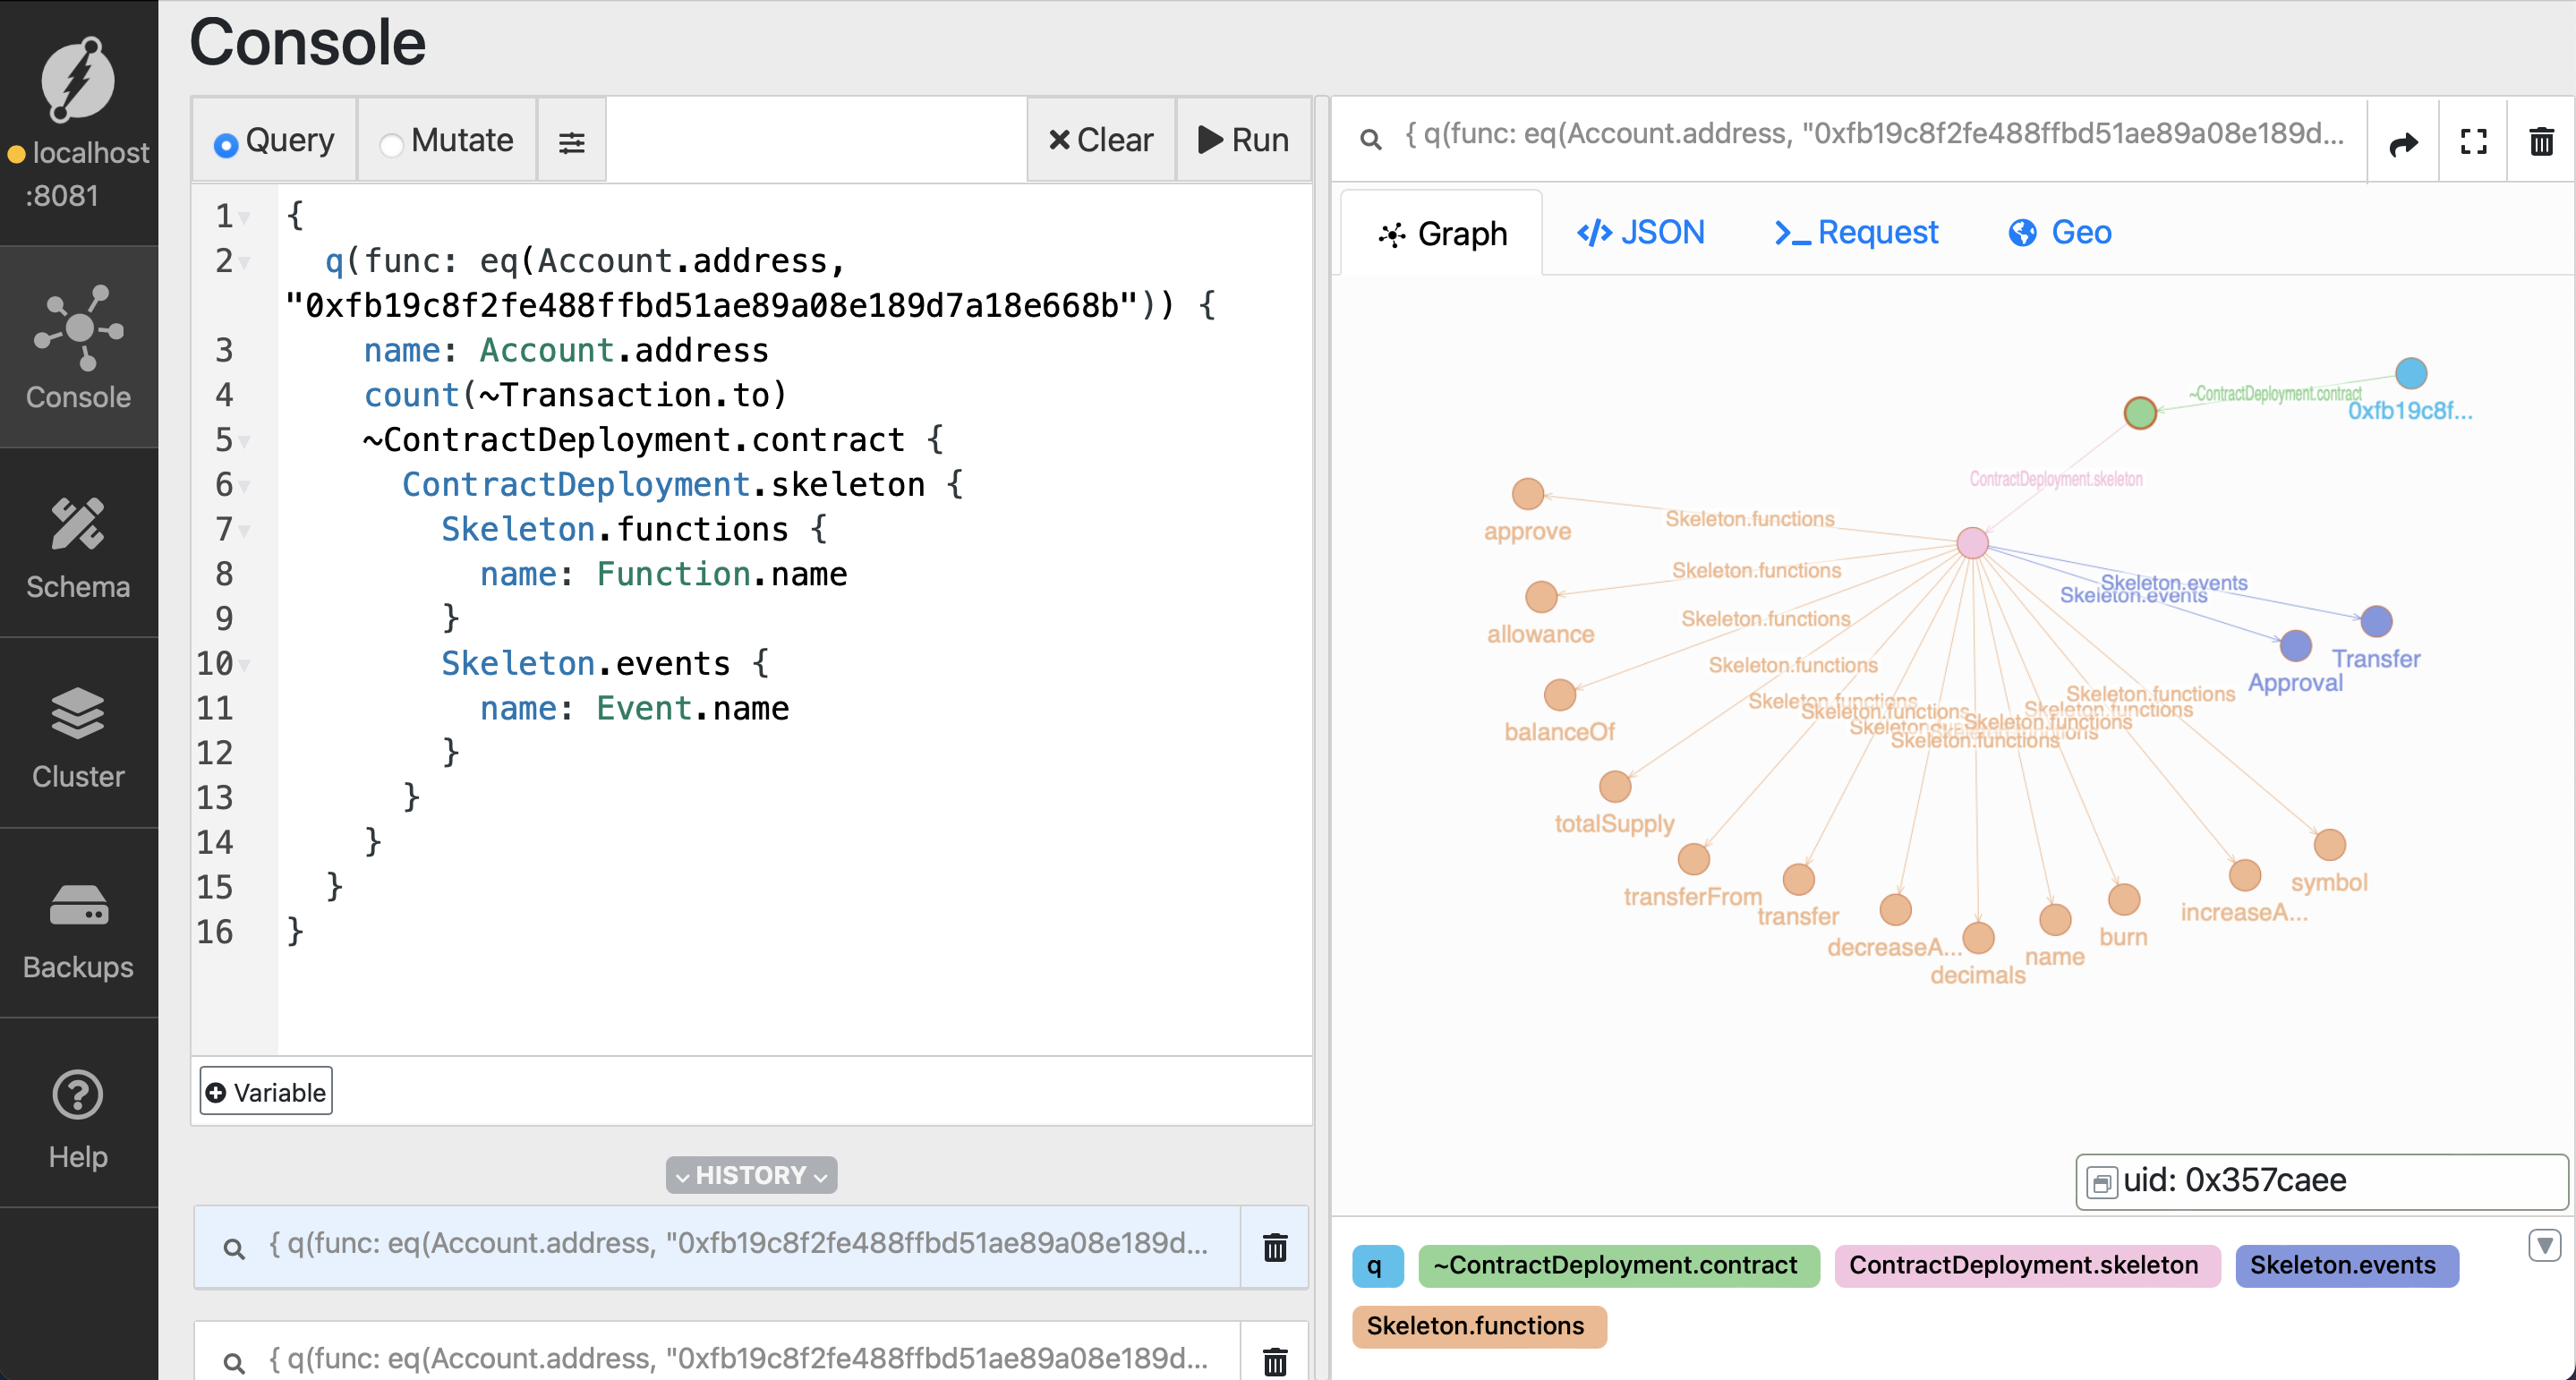 Console
localhost
:8081
Console
Schema
Cluster
Backups
Help
Query
Mutate
Clear
Run
1 {
2 q(func: eq(Account.address,
"0xfb19c8f2fe488ffbd51ae89a08e189d7a18e668b")) {
3 name: Account.address
4 count(~Transaction.to)
5 ~ContractDeployment.contract {
6 ContractDeployment.skeleton {
7 Skeleton.functions {
8 name: Function.name
9 }
10 Skeleton.events {
11 name: Event.name
12 }
13 }
14 }
15 }
16 }
Variable
HISTORY
{ q(func: eq(Account.address, "0xfb19c8f2fe488ffbd51ae89a08e189d...
{ q(func: eq(Account.address, "0xfb19c8f2fe488ffbd51ae89a08e189d...
{ q(func: eq(Account.address, "0xfb19c8f2fe488ffbd51ae89a08e189d...
Graph
JSON
Request
Geo
~ContractDeployment.contract
0xfb19c8f...
ContractDeployment.skeleton
Skeleton.functions
approve
Skeleton.functions
Skeleton.events
Skeleton.events
allowance
Skeleton.functions
Transfer
Skeleton.functions
Approval
Skeleton.functions
Skeleton.functions
Skeleton.functions
Skeleton.functions
Skeleton.functions
Skeleton.functions
balanceOf
totalSupply
transferFrom
transfer
decreaseA...
decimals
name
burn
increaseA...
symbol
uid: 0x357caee
q
~ContractDeployment.contract
ContractDeployment.skeleton
Skeleton.events
Skeleton.functions